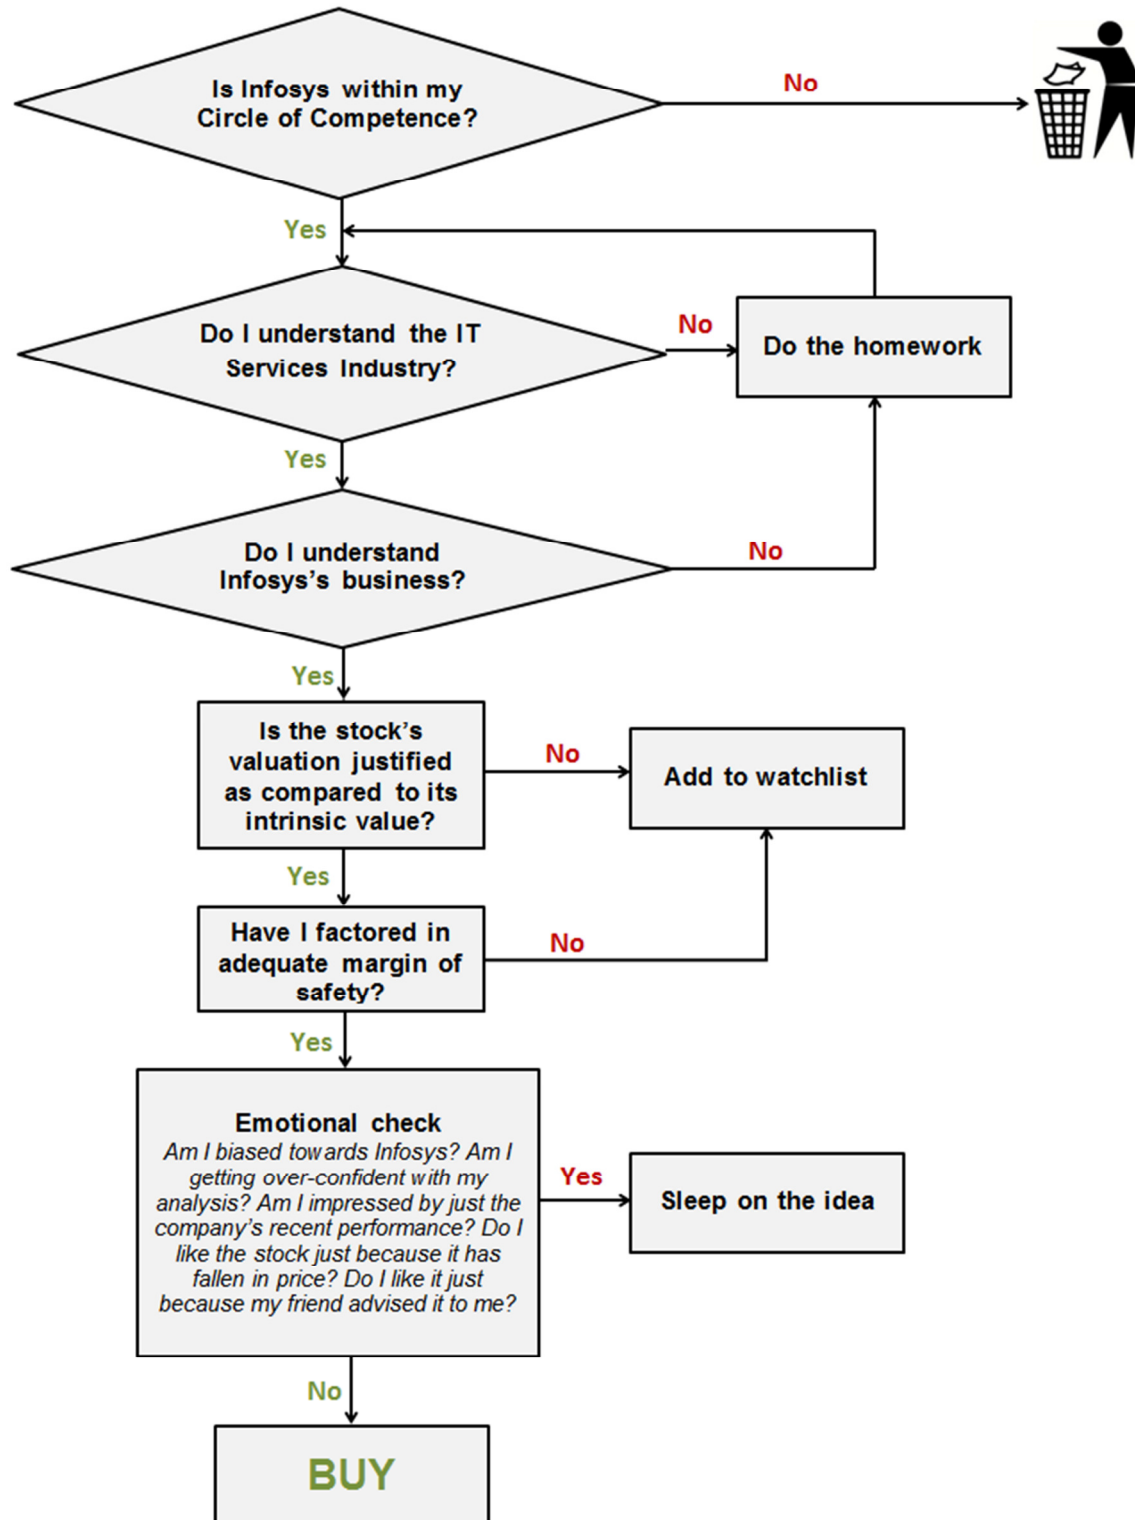 Is Infosys within my
Circle of Competence?
No
Yes
Do I understand the IT
Services Industry?
No
Do the homework
Yes
Do I understand
Infosys's business?
No
Yes
Is the stock's
valuation justified
as compared to its
intrinsic value?
No
Add to watchlist
Yes
Have I factored in
adequate margin of
safety?
No
Yes
Emotional check
Am I biased towards Infosys? Am I
getting over-confident with my
analysis? Am I impressed by just the
company's recent performance? Do I
like the stock just because it has
fallen in price? Do I like it just
because my friend advised it to me?
Yes
Sleep on the idea
No
BUY